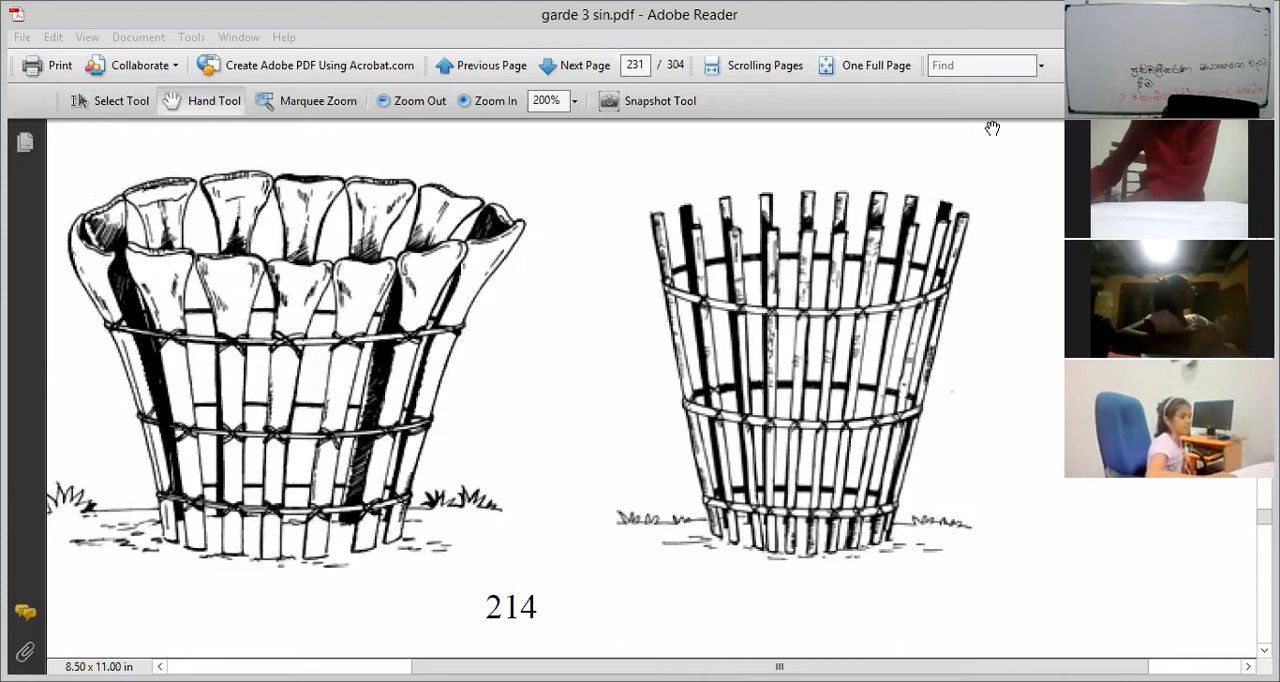 garde 3 sin.pdf - Adobe Reader
File Edit View Document Tools Window Help
Print Collaborate Create Adobe PDF Using Acrobat.com Previous Page Next Page 231 / 304 Scrolling Pages One Full Page Find
Select Tool Hand Tool Marquee Zoom Zoom Out Zoom In 200% Snapshot Tool
දීම
214
8.50 x 11.00 in